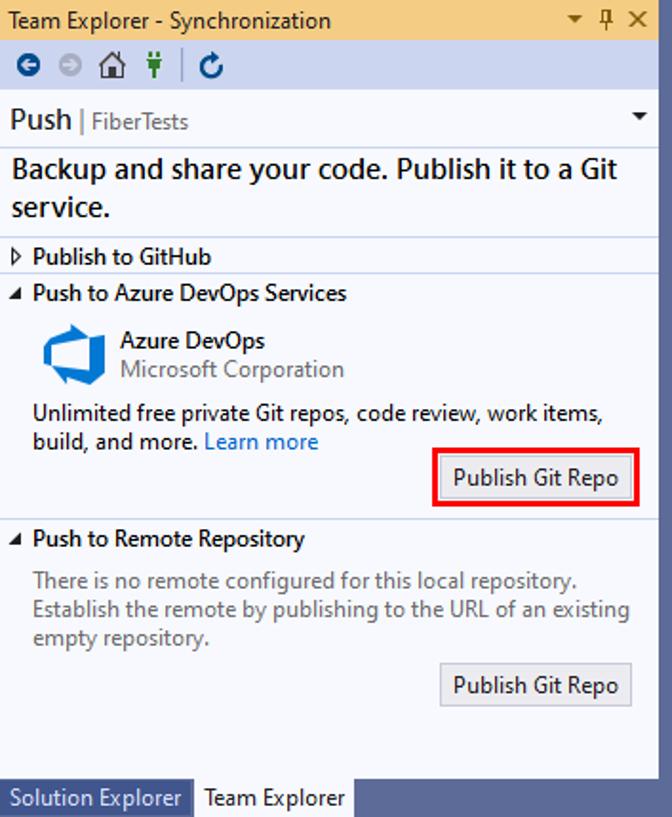 Team Explorer - Synchronization
Push | FiberTests
Backup and share your code. Publish it to a Git
service.
Publish to GitHub
Push to Azure DevOps Services
Azure DevOps
Microsoft Corporation
Unlimited free private Git repos, code review, work items,
build, and more. Learn more
Publish Git Repo
Push to Remote Repository
There is no remote configured for this local repository.
Establish the remote by publishing to the URL of an existing
empty repository.
Publish Git Repo
Solution Explorer Team Explorer